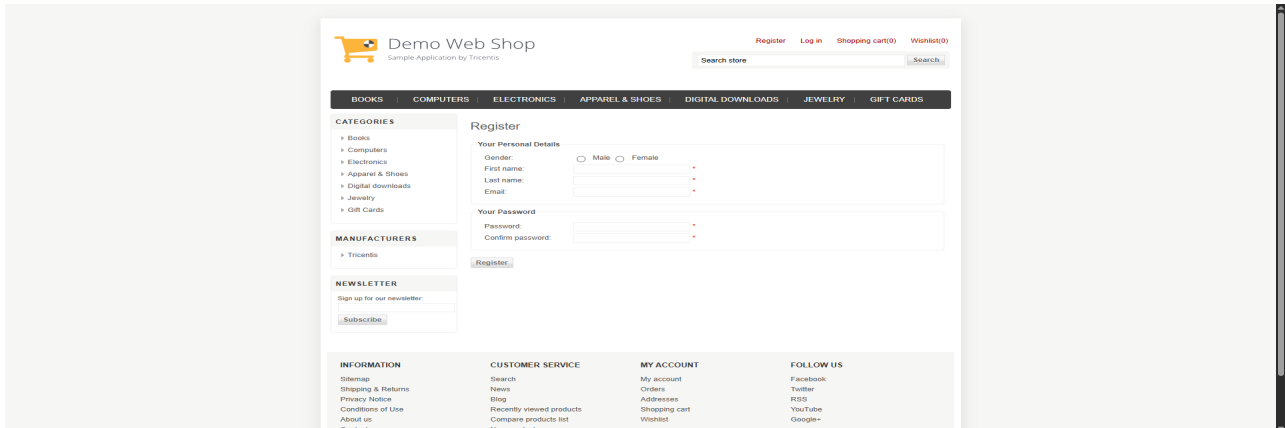 Demo Web Shop
Sample Application by Tricentis
Register Log in Shopping cart(0) Wishlist(0)
Search store Search
BOOKS | COMPUTERS | ELECTRONICS | APPAREL & SHOES | DIGITAL DOWNLOADS | JEWELRY | GIFT CARDS
CATEGORIES
Books
Computers
Electronics
Apparel & Shoes
Digital downloads
Jewelry
Gift Cards
MANUFACTURERS
Tricentis
NEWSLETTER
Sign up for our newsletter:
Subscribe
Register
Your Personal Details
Gender: Male Female
First name: *
Last name: *
Email: *
Your Password
Password: *
Confirm password: *
Register
INFORMATION
Sitemap
Shipping & Returns
Privacy Notice
Conditions of Use
About us
CUSTOMER SERVICE
Search
News
Blog
Recently viewed products
Compare products list
MY ACCOUNT
My account
Orders
Addresses
Shopping cart
Wishlist
FOLLOW US
Facebook
Twitter
RSS
YouTube
Google+